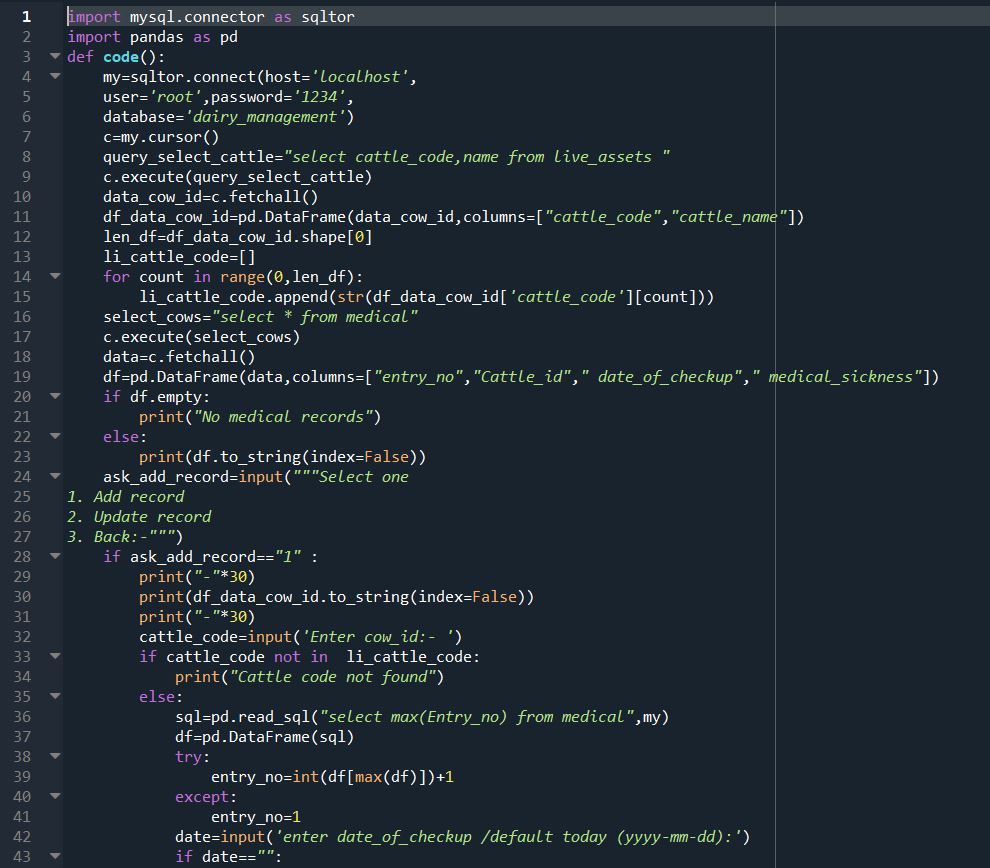 1 import mysql.connector as sqltor
2 import pandas as pd
3 def code():
4     my=sqltor.connect(host='localhost',
5     user='root',password='1234',
6     database='dairy_management')
7     c=my.cursor()
8     query_select_cattle="select cattle_code,name from live_assets "
9     c.execute(query_select_cattle)
10     data_cow_id=c.fetchall()
11     df_data_cow_id=pd.DataFrame(data_cow_id,columns=["cattle_code","cattle_name"])
12     len_df=df_data_cow_id.shape[0]
13     li_cattle_code=[]
14     for count in range(0,len_df):
15         li_cattle_code.append(str(df_data_cow_id['cattle_code'][count]))
16     select_cows="select * from medical"
17     c.execute(select_cows)
18     data=c.fetchall()
19     df=pd.DataFrame(data,columns=["entry_no","Cattle_id"," date_of_checkup"," medical_sickness"])
20     if df.empty:
21         print("No medical records")
22     else:
23         print(df.to_string(index=False))
24     ask_add_record=input("""Select one
25 1. Add record
26 2. Update record
27 3. Back:-""")
28     if ask_add_record=="1" :
29         print("-"*30)
30         print(df_data_cow_id.to_string(index=False))
31         print("-"*30)
32         cattle_code=input('Enter cow_id:- ')
33         if cattle_code not in  li_cattle_code:
34             print("Cattle code not found")
35         else:
36             sql=pd.read_sql("select max(Entry_no) from medical",my)
37             df=pd.DataFrame(sql)
38             try:
39                 entry_no=int(df[max(df)])+1
40             except:
41                 entry_no=1
42             date=input('enter date_of_checkup /default today (yyyy-mm-dd):')
43             if date=="":